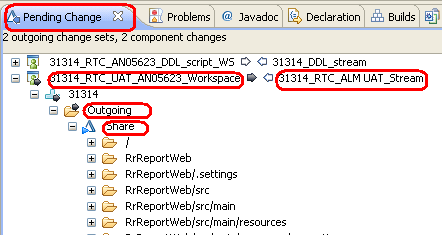 Pending Change Problems Javadoc Declaration Builds
2 outgoing change sets, 2 component changes
31314_RTC_AN05623_DDL_script_WS 31314_DDL_stream
31314_RTC_UAT_AN05623_Workspace 31314_RTC_ALM UAT_Stream
31314
Outgoing
Share
/
RrReportWeb
RrReportWeb/.settings
RrReportWeb/src
RrReportWeb/src/main
RrReportWeb/src/main/resources